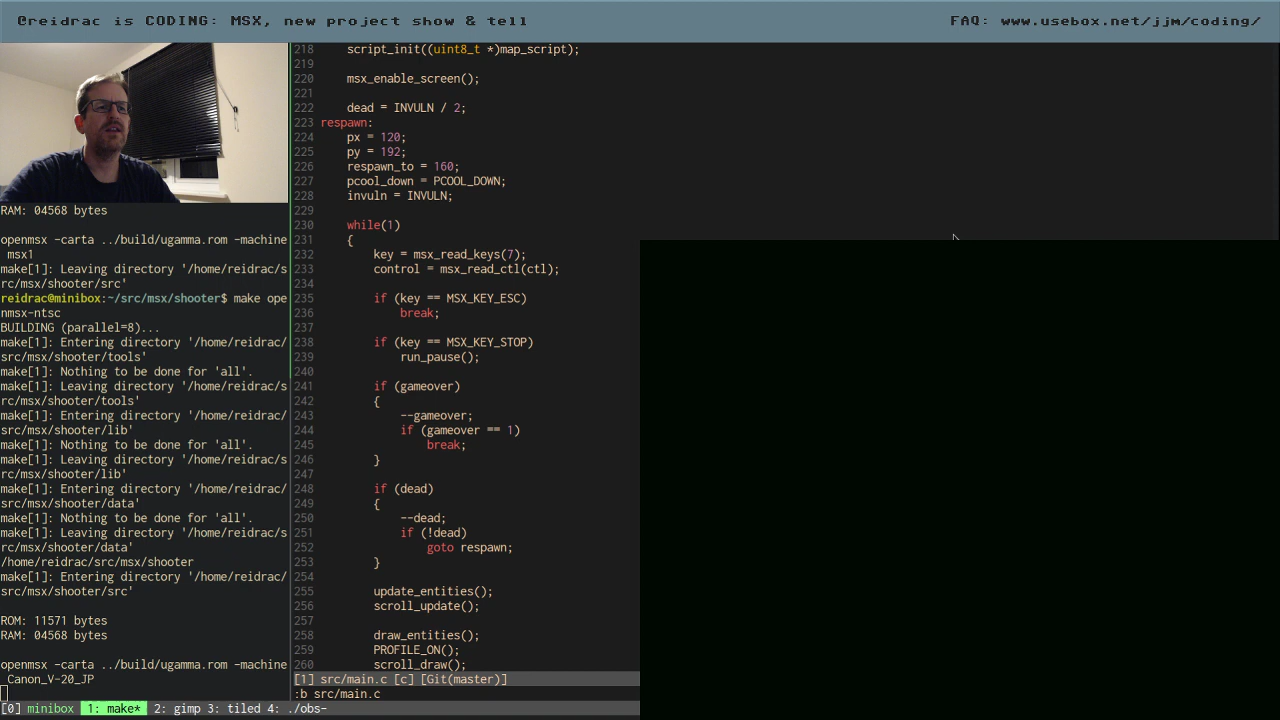 @reidrac is CODING: MSX, new project show & tell
FAQ: www.usebox.net/jjm/coding/
RAM: 04568 bytes
openmsx -carta ../build/ugamma.rom -machine
 msx1
make[1]: Leaving directory '/home/reidrac/s
rc/msx/shooter/src'
reidrac@minibox:~/src/msx/shooter$ make ope
nmsx-ntsc
BUILDING (parallel=8)...
make[1]: Entering directory '/home/reidrac/
src/msx/shooter/tools'
make[1]: Nothing to be done for 'all'.
make[1]: Leaving directory '/home/reidrac/s
rc/msx/shooter/tools'
make[1]: Entering directory '/home/reidrac/
src/msx/shooter/lib'
make[1]: Nothing to be done for 'all'.
make[1]: Leaving directory '/home/reidrac/s
rc/msx/shooter/lib'
make[1]: Entering directory '/home/reidrac/
src/msx/shooter/data'
make[1]: Nothing to be done for 'all'.
make[1]: Leaving directory '/home/reidrac/s
rc/msx/shooter/data'
/home/reidrac/src/msx/shooter
make[1]: Entering directory '/home/reidrac/
src/msx/shooter/src'
ROM: 11571 bytes
RAM: 04568 bytes
openmsx -carta ../build/ugamma.rom -machine
 Canon_V-20_JP
218    script_init((uint8_t *)map_script);
219
220    msx_enable_screen();
221
222    dead = INVULN / 2;
223 respawn:
224    px = 120;
225    py = 192;
226    respawn_to = 160;
227    pcool_down = PCOOL_DOWN;
228    invuln = INVULN;
229
230    while(1)
231    {
232        key = msx_read_keys(7);
233        control = msx_read_ctl(ctl);
234
235        if (key == MSX_KEY_ESC)
236            break;
237
238        if (key == MSX_KEY_STOP)
239            run_pause();
240
241        if (gameover)
242        {
243            --gameover;
244            if (gameover == 1)
245                break;
246        }
247
248        if (dead)
249        {
250            --dead;
251            if (!dead)
252                goto respawn;
253        }
254
255        update_entities();
256        scroll_update();
257
258        draw_entities();
259        PROFILE_ON();
260        scroll_draw();
[1] src/main.c [c] [Git(master)]
:b src/main.c
[0] minibox 1: make* 2: gimp 3: tiled 4: ./obs-